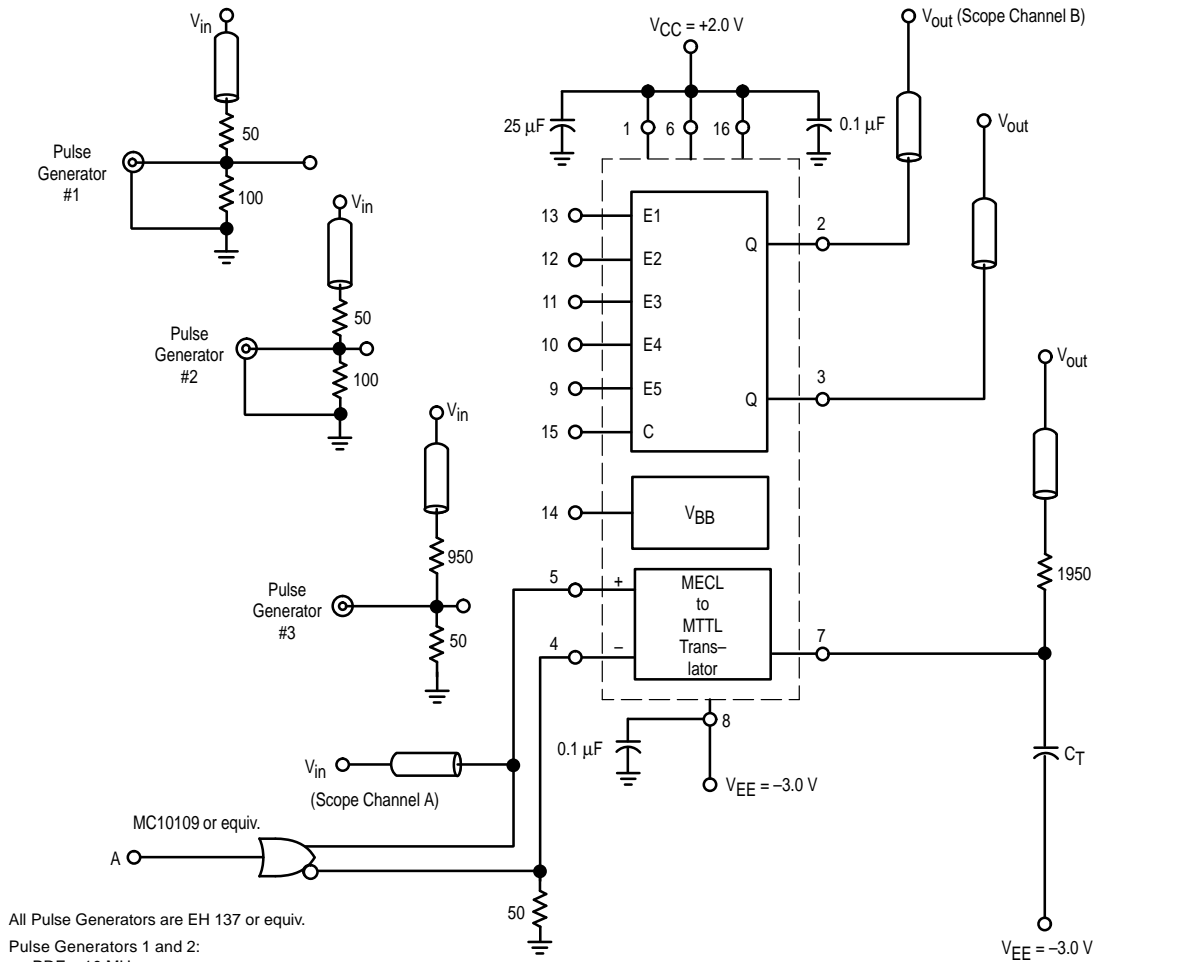 Vin
50
Pulse
Generator
#1
100
Vin
50
Pulse
Generator
#2
100
Vin
950
Pulse
Generator
#3
50
VCC = +2.0 V
25 µF
1
6
16
0.1 µF
Vout (Scope Channel B)
Vout
13
E1
12
E2
11
E3
10
E4
9
E5
15
C
Q
2
Q
3
14
VBB
5
+
4
–
MECL
to
MTTL
Trans–
lator
7
Vout
1950
CT
VEE = –3.0 V
8
0.1 µF
VEE = –3.0 V
Vin
(Scope Channel A)
MC10109 or equiv.
A
50
All Pulse Generators are EH 137 or equiv.
Pulse Generators 1 and 2: